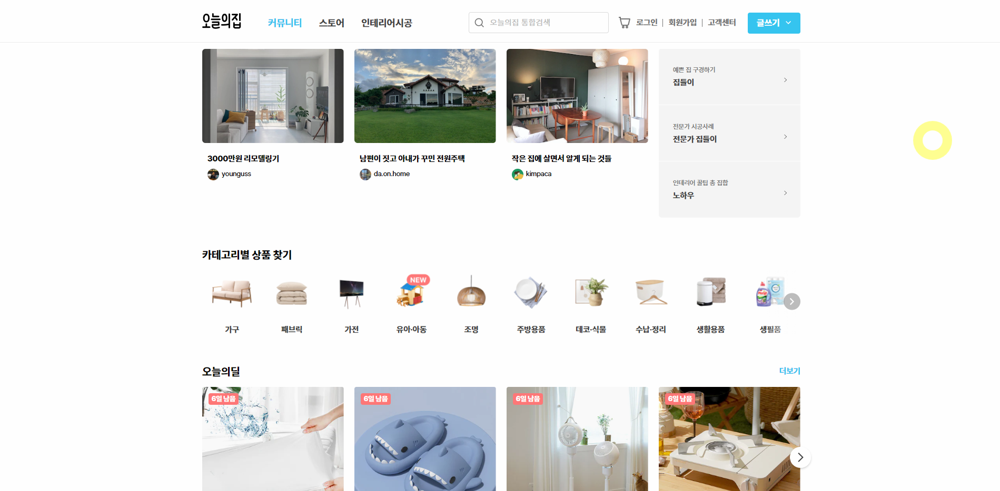 오늘의집
커뮤니티
스토어
인테리어시공
오늘의집 통합검색
로그인
회원가입
고객센터
글쓰기
3000만원 리모델링기
younguss
남편이 짓고 아내가 꾸민 전원주택
da.on.home
작은 집에 살면서 알게 되는 것들
kimpaca
예쁜 집 구경하기
집들이
전문가 시공사례
전문가 집들이
인테리어 꿀팁 총 집합
노하우
카테고리별 상품 찾기
NEW
가구
패브릭
가전
유아·아동
조명
주방용품
데코·식물
수납·정리
생활용품
생필품
오늘의딜
더보기
6일 남음
6일 남음
6일 남음
6일 남음